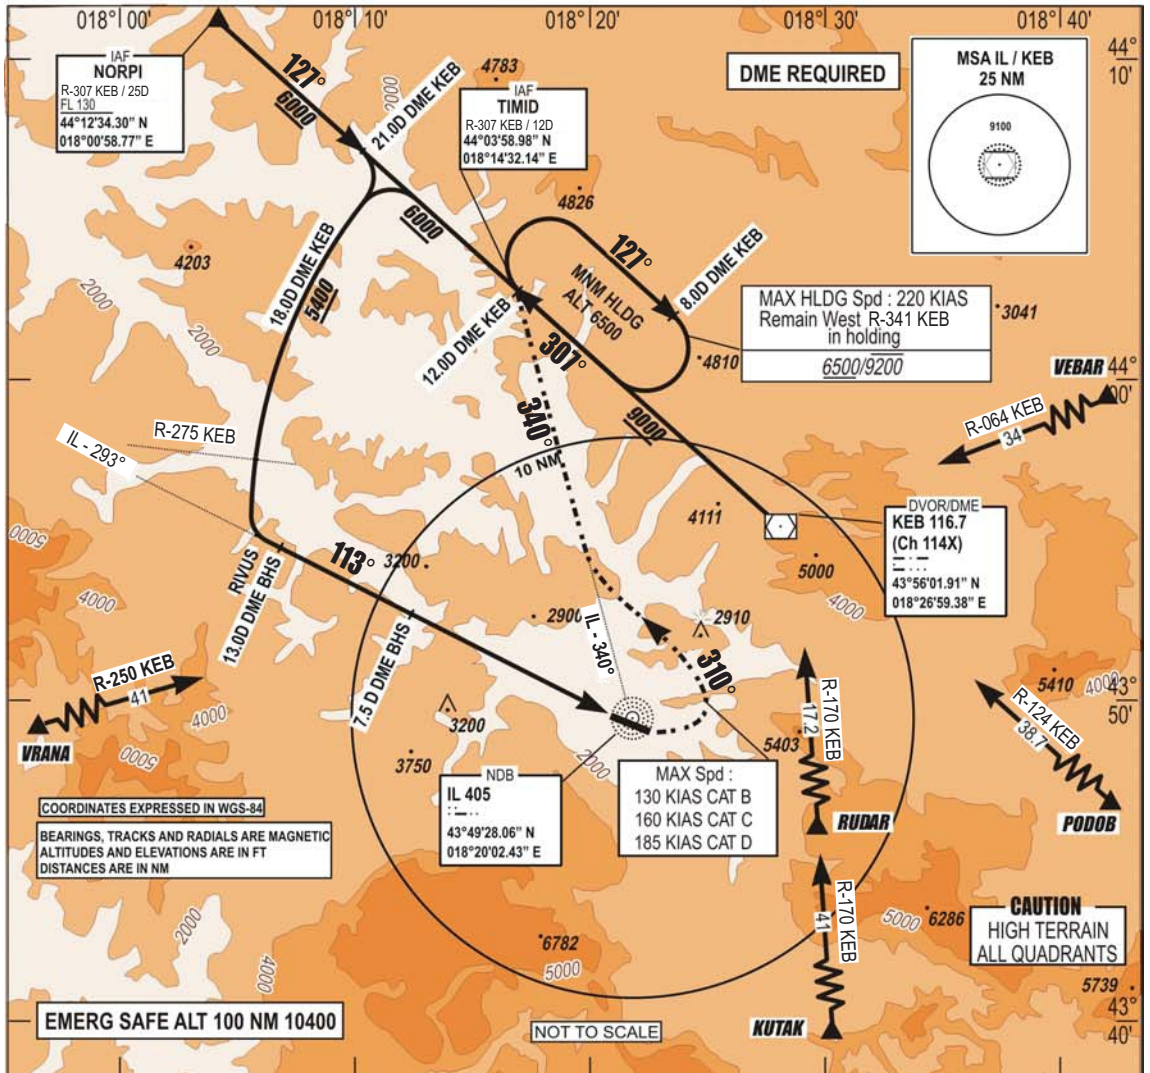 018°00'
018°10'
018°20'
018°30'
018°40'
44°
10'
IAF
NORPI
R-307 KEB / 25D
FL 130
44°12'34.30" N
018°00'58.77" E
127°
6000
21.0D DME KEB
4783
IAF
TIMID
R-307 KEB / 12D
44°03'58.98" N
018°14'32.14" E
DME REQUIRED
MSA IL / KEB
25 NM
9100
4826
6000
4203
18.0D DME KEB
5400
2000
2000
127°
8.0D DME KEB
MNM HLDG
ALT 6500
12.0D DME KEB
307°
4810
MAX HLDG Spd : 220 KIAS
Remain West R-341 KEB
in holding
6500/9200
3041
VEBAR
44°
R-064 KEB
34
340°
9000
10 NM
R-275 KEB
IL - 293°
4111
DVOR/DME
KEB 116.7
(Ch 114X)
43°56'01.91" N
018°26'59.38" E
5000
4000
5000
4000
RIVUS
13.0D DME BHS
113°
3200
7.5 D DME BHS
2900
IL - 340°
2910
310°
R-250 KEB
41
VRANA
4000
5000
3200
3750
2000
R-170 KEB
17.2
5403
RUDAR
5410
4000
43°
50'
R-124 KEB
38.7
PODOB
NDB
IL 405
43°49'28.06" N
018°20'02.43" E
MAX Spd :
130 KIAS CAT B
160 KIAS CAT C
185 KIAS CAT D
COORDINATES EXPRESSED IN WGS-84
BEARINGS, TRACKS AND RADIALS ARE MAGNETIC
ALTITUDES AND ELEVATIONS ARE IN FT
DISTANCES ARE IN NM
2000
4000
6782
5000
R-170 KEB
41
KUTAK
5000
6286
CAUTION
HIGH TERRAIN
ALL QUADRANTS
5739
43°
40'
EMERG SAFE ALT 100 NM 10400
NOT TO SCALE